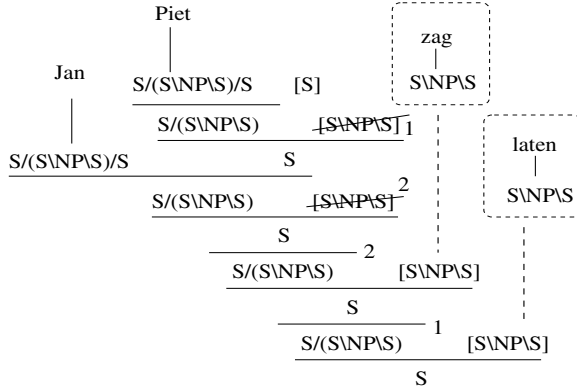 Piet
zag
Jan
S/(S\NP\S)/S [S] S\NP\S
S/(S\NP\S) [S\NP\S] 1
laten
S/(S\NP\S)/S S
S/(S\NP\S) [S\NP\S] 2 S\NP\S
S
2
S/(S\NP\S) [S\NP\S]
S
1
S/(S\NP\S) [S\NP\S]
S